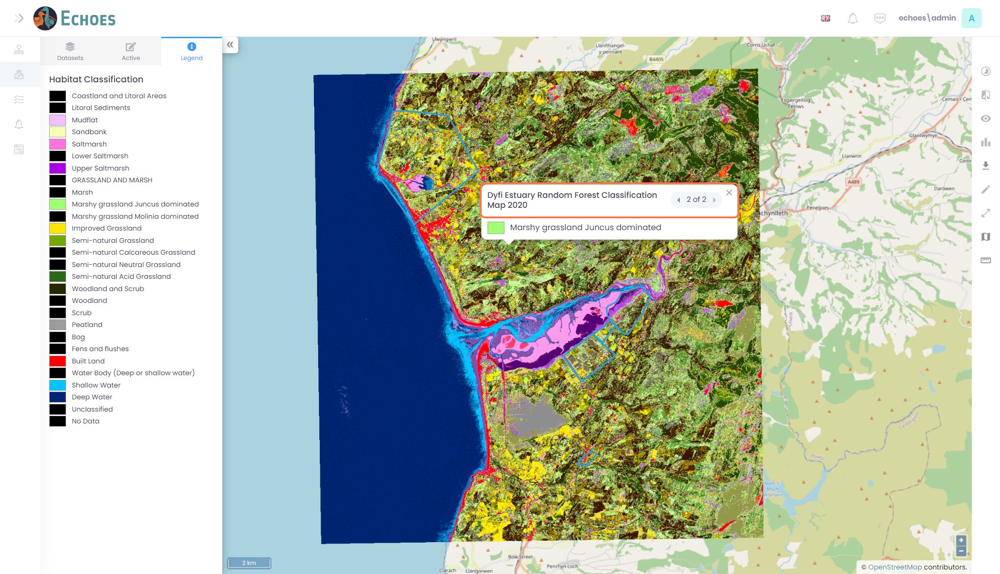 ECHOES
echoes\admin
A
Datasets
Active
Legend
Habitat Classification
Coastland and Litoral Areas
Litoral Sediments
Mudflat
Sandbank
Saltmarsh
Lower Saltmarsh
Upper Saltmarsh
GRASSLAND AND MARSH
Marsh
Marshy grassland Juncus dominated
Marshy grassland Molinia dominated
Improved Grassland
Semi-natural Grassland
Semi-natural Calcareous Grassland
Semi-natural Neutral Grassland
Semi-natural Acid Grassland
Woodland and Scrub
Woodland
Scrub
Peatland
Bog
Fens and flushes
Built Land
Water Body (Deep or shallow water)
Shallow Water
Deep Water
Unclassified
No Data
Llwyngwril
Llanfihangel-
y-pennant
B4405
Corris Uchaf
Gwynedd
Corris
Esgairgeiliog
Ceinws
Cemais / Cem
Glantwymyn
Llanwrin
Comm
A489
Darowen
Penegoes
achynlleth
Dyfi Estuary Random Forest Classification
Map 2020
2 of 2
Marshy grassland Juncus dominated
Powys
Ceredigion
Powys
Nant-Y-
Moch
Reservoir
Bow Street
Penrhyn-coch
Clarach
Llangorwen
2 km
+
−
© OpenStreetMap contributors.